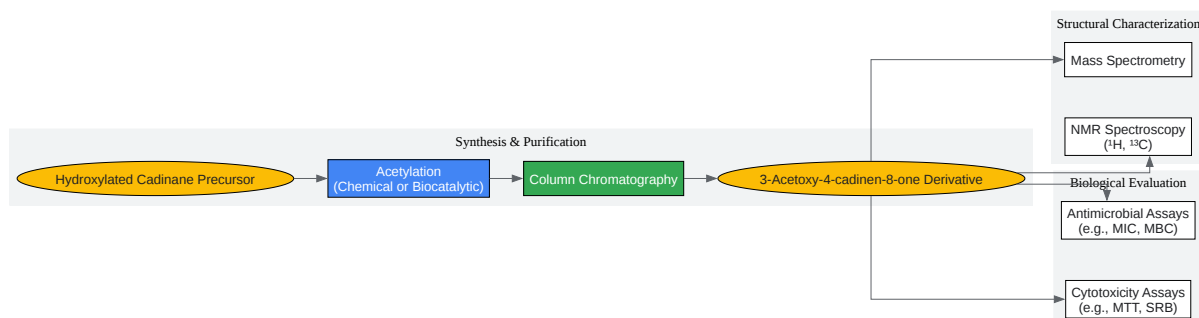 Structural Characterization
Mass Spectrometry
NMR Spectroscopy
(¹H, ¹³C)
Synthesis & Purification
Hydroxylated Cadinane Precursor
Acetylation
(Chemical or Biocatalytic)
Column Chromatography
3-Acetoxy-4-cadinen-8-one Derivative
Biological Evaluation
Antimicrobial Assays
(e.g., MIC, MBC)
Cytotoxicity Assays
(e.g., MTT, SRB)